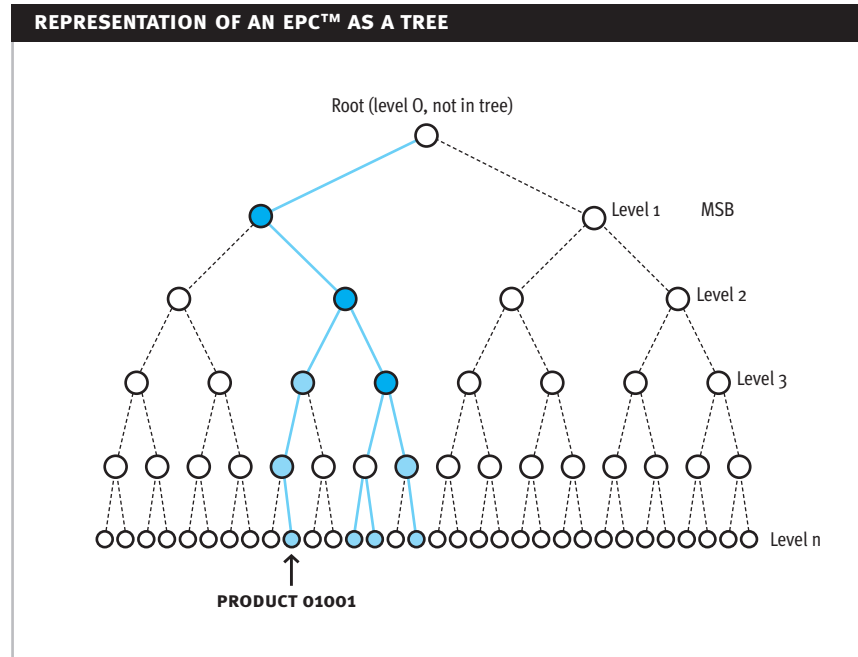 REPRESENTATION OF AN EPC™ AS A TREE
Root (level 0, not in tree)
Level 1 MSB
Level 2
Level 3
Level n
PRODUCT 01001